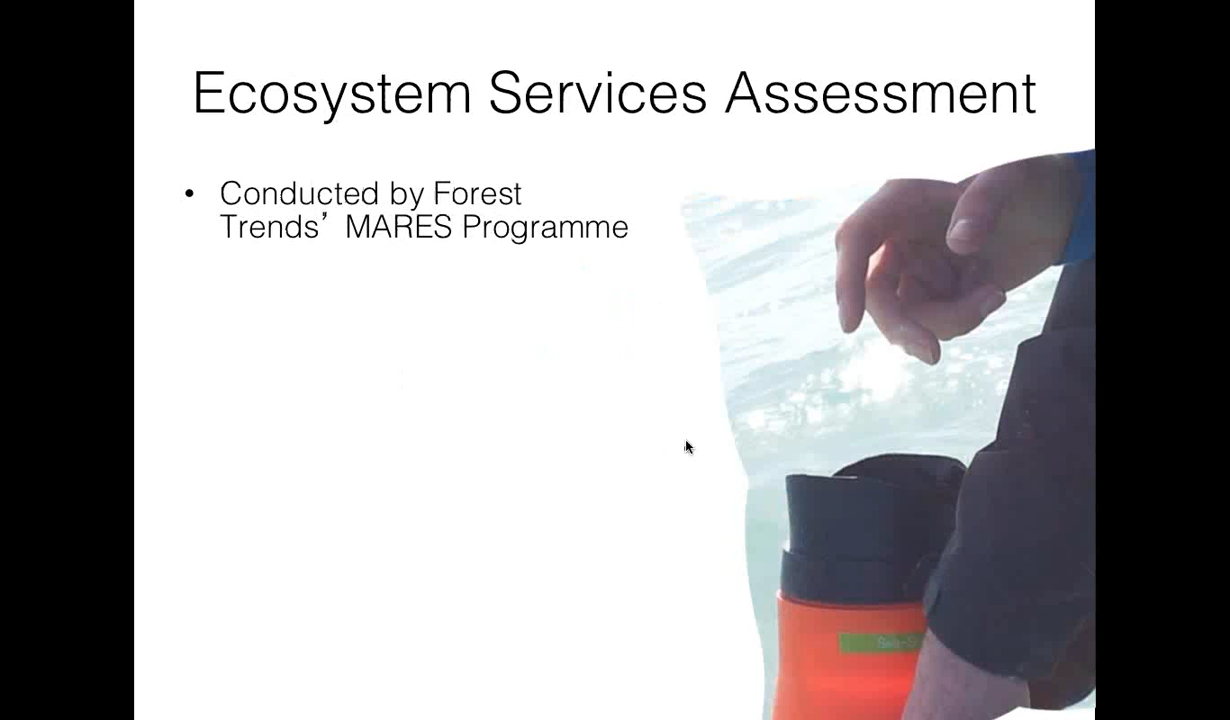 Ecosystem Services Assessment
• Conducted by Forest
Trends’ MARES Programme